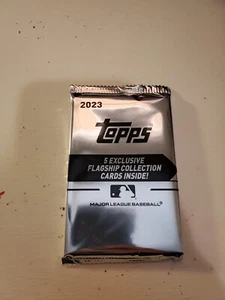 2023
TOPPS
5 EXCLUSIVE
FLAGSHIP COLLECTION
CARDS INSIDE!
MAJOR LEAGUE BASEBALL®